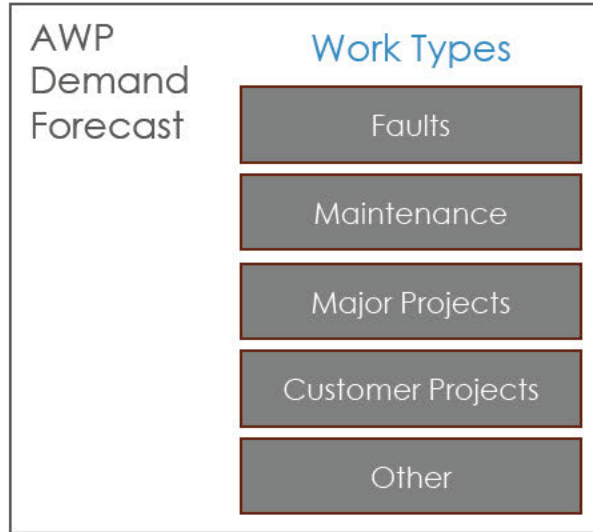 AWP
Demand
Forecast
Work Types
Faults
Maintenance
Major Projects
Customer Projects
Other